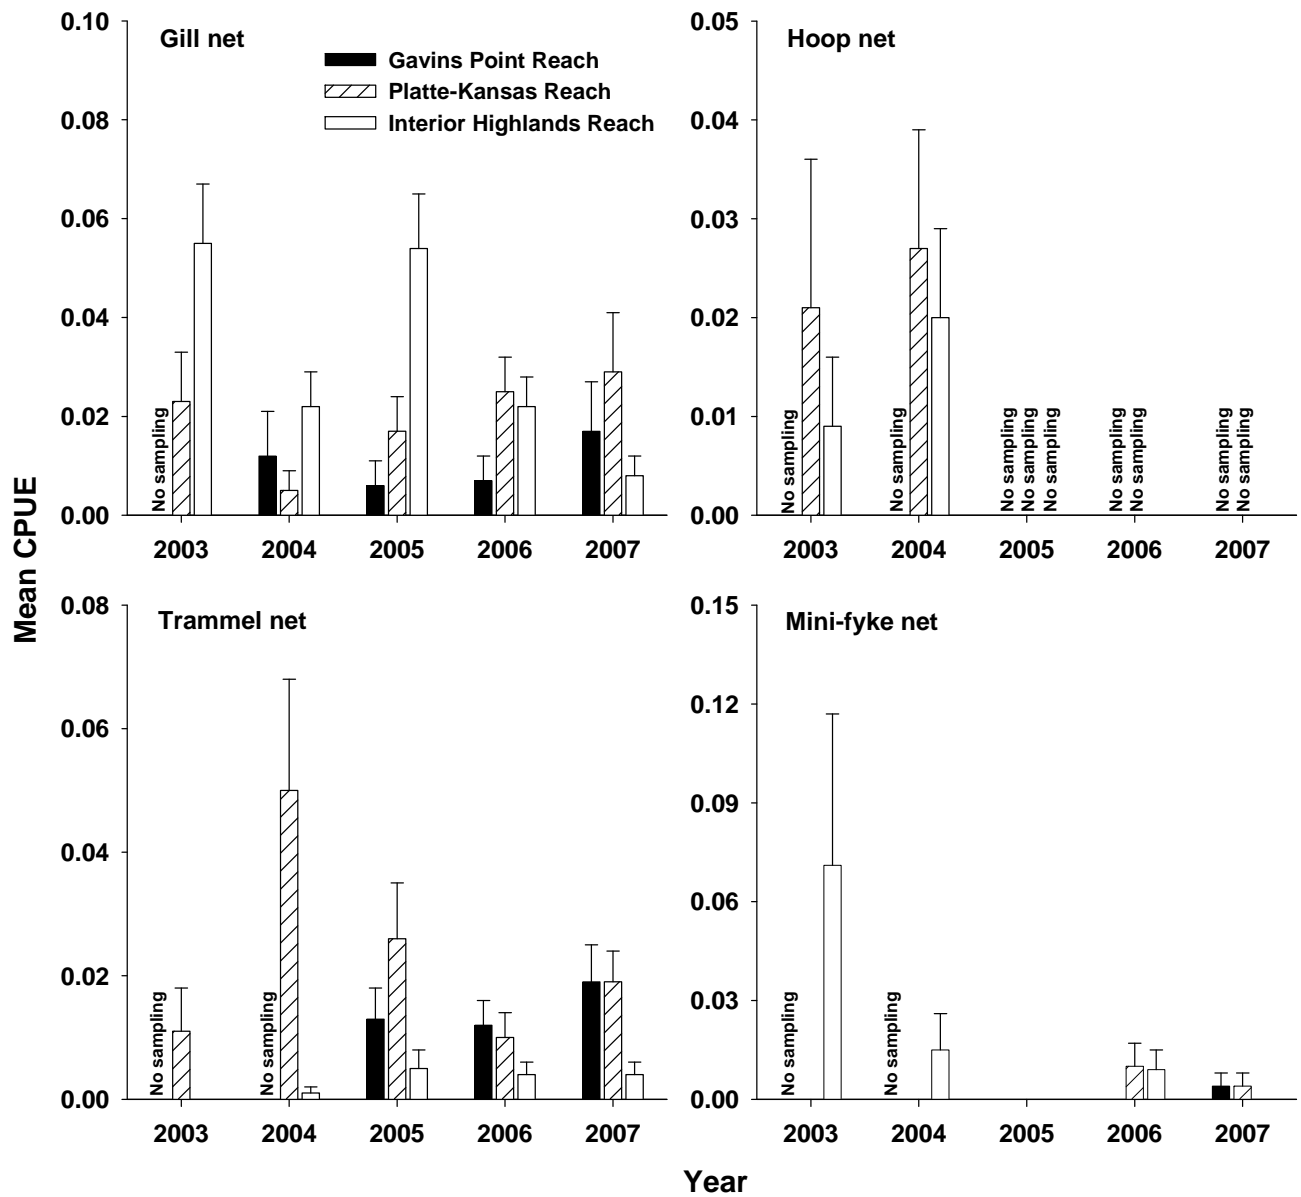 Mean CPUE
0.10
0.08
0.06
0.04
0.02
0.00
Gill net
Gavins Point Reach
Platte-Kansas Reach
Interior Highlands Reach
No sampling
2003
2004
2005
2006
2007
0.05
0.04
0.03
0.02
0.01
0.00
Hoop net
No sampling
No sampling
No sampling
No sampling
No sampling
No sampling
No sampling
No sampling
No sampling
2003
2004
2005
2006
2007
0.08
0.06
0.04
0.02
0.00
Trammel net
No sampling
No sampling
2003
2004
2005
2006
2007
0.15
0.12
0.09
0.06
0.03
0.00
Mini-fyke net
No sampling
No sampling
2003
2004
2005
2006
2007
Year